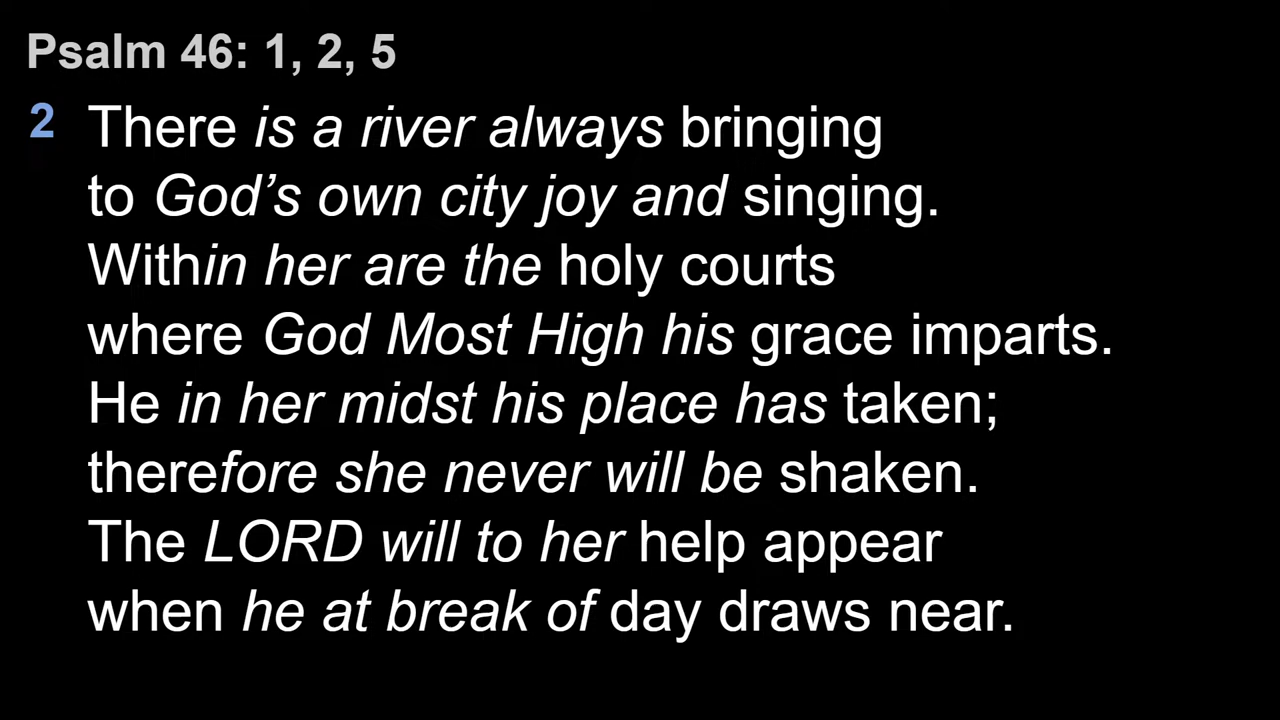 Psalm 46: 1, 2, 5
2 There is a river always bringing
to God’s own city joy and singing.
Within her are the holy courts
where God Most High his grace imparts.
He in her midst his place has taken;
therefore she never will be shaken.
The LORD will to her help appear
when he at break of day draws near.